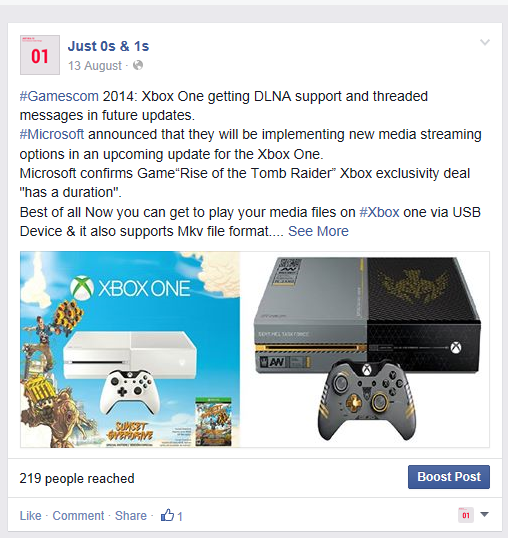 01
Just 0s & 1s
13 August ·
#Gamescom 2014: Xbox One getting DLNA support and threaded
messages in future updates.
#Microsoft announced that they will be implementing new media streaming
options in an upcoming update for the Xbox One.
Microsoft confirms Game“Rise of the Tomb Raider” Xbox exclusivity deal
"has a duration".
Best of all Now you can get to play your media files on #Xbox one via USB
Device & it also supports Mkv format.... See More
XBOX ONE
SUNSET
OVERDRIVE
AW
219 people reached
Boost Post
Like · Comment · Share · 1
01